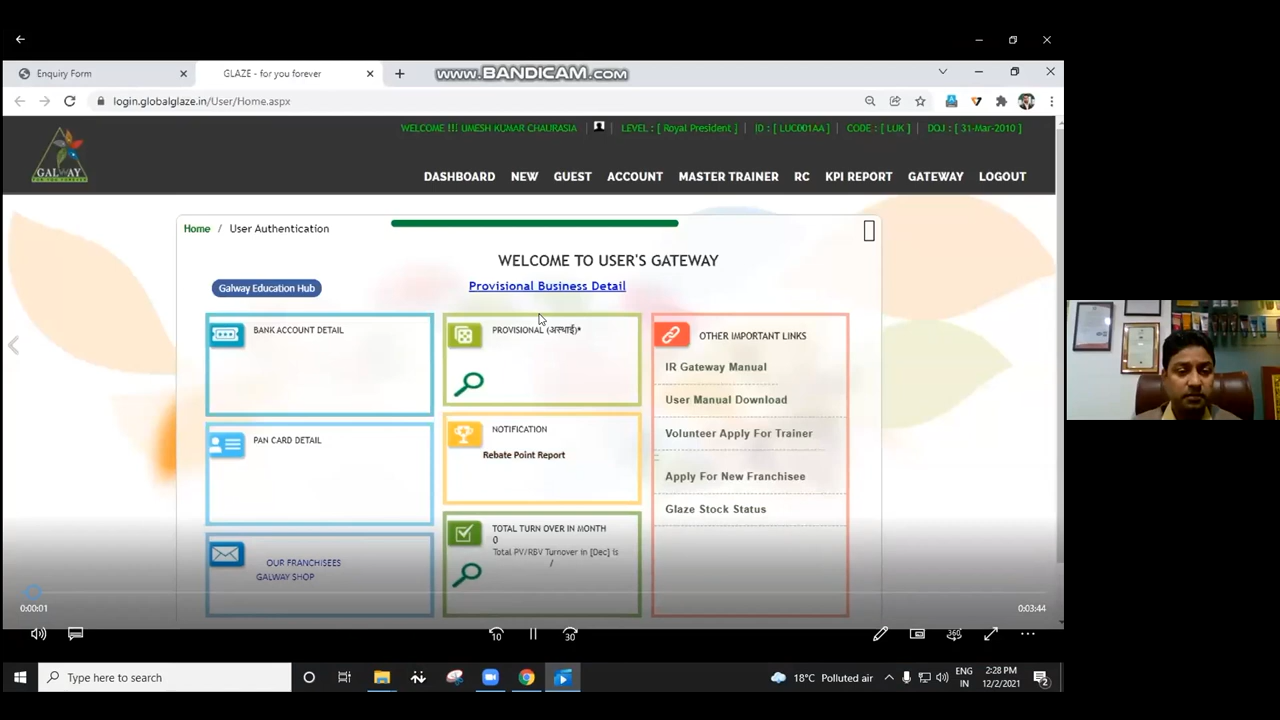 Enquiry Form
GLAZE - for you forever
www.BANDICAM.com
login.globalglaze.in/User/Home.aspx
WELCOME !!! UMESH KUMAR CHAURASIA | LEVEL : [ Royal President ] | ID : [ LUC001AA ] | CODE : [ LUK ] | DOJ : [ 31-Mar-2010 ]
GALWAY
DASHBOARD NEW GUEST ACCOUNT MASTER TRAINER RC KPI REPORT GATEWAY LOGOUT
Home / User Authentication
WELCOME TO USER'S GATEWAY
Galway Education Hub
Provisional Business Detail
BANK ACCOUNT DETAIL
PROVISIONAL (अस्थाई)*
OTHER IMPORTANT LINKS
IR Gateway Manual
User Manual Download
PAN CARD DETAIL
NOTIFICATION
Rebate Point Report
Volunteer Apply For Trainer
Apply For New Franchisee
Glaze Stock Status
OUR FRANCHISEES
GALWAY SHOP
TOTAL TURN OVER IN MONTH
0
Total PV/RBV Turnover in [Dec] is
/
0:00:01
0:03:44
10
30
360
Type here to search
18°C Polluted air
ENG
IN
2:28 PM
12/2/2021
2